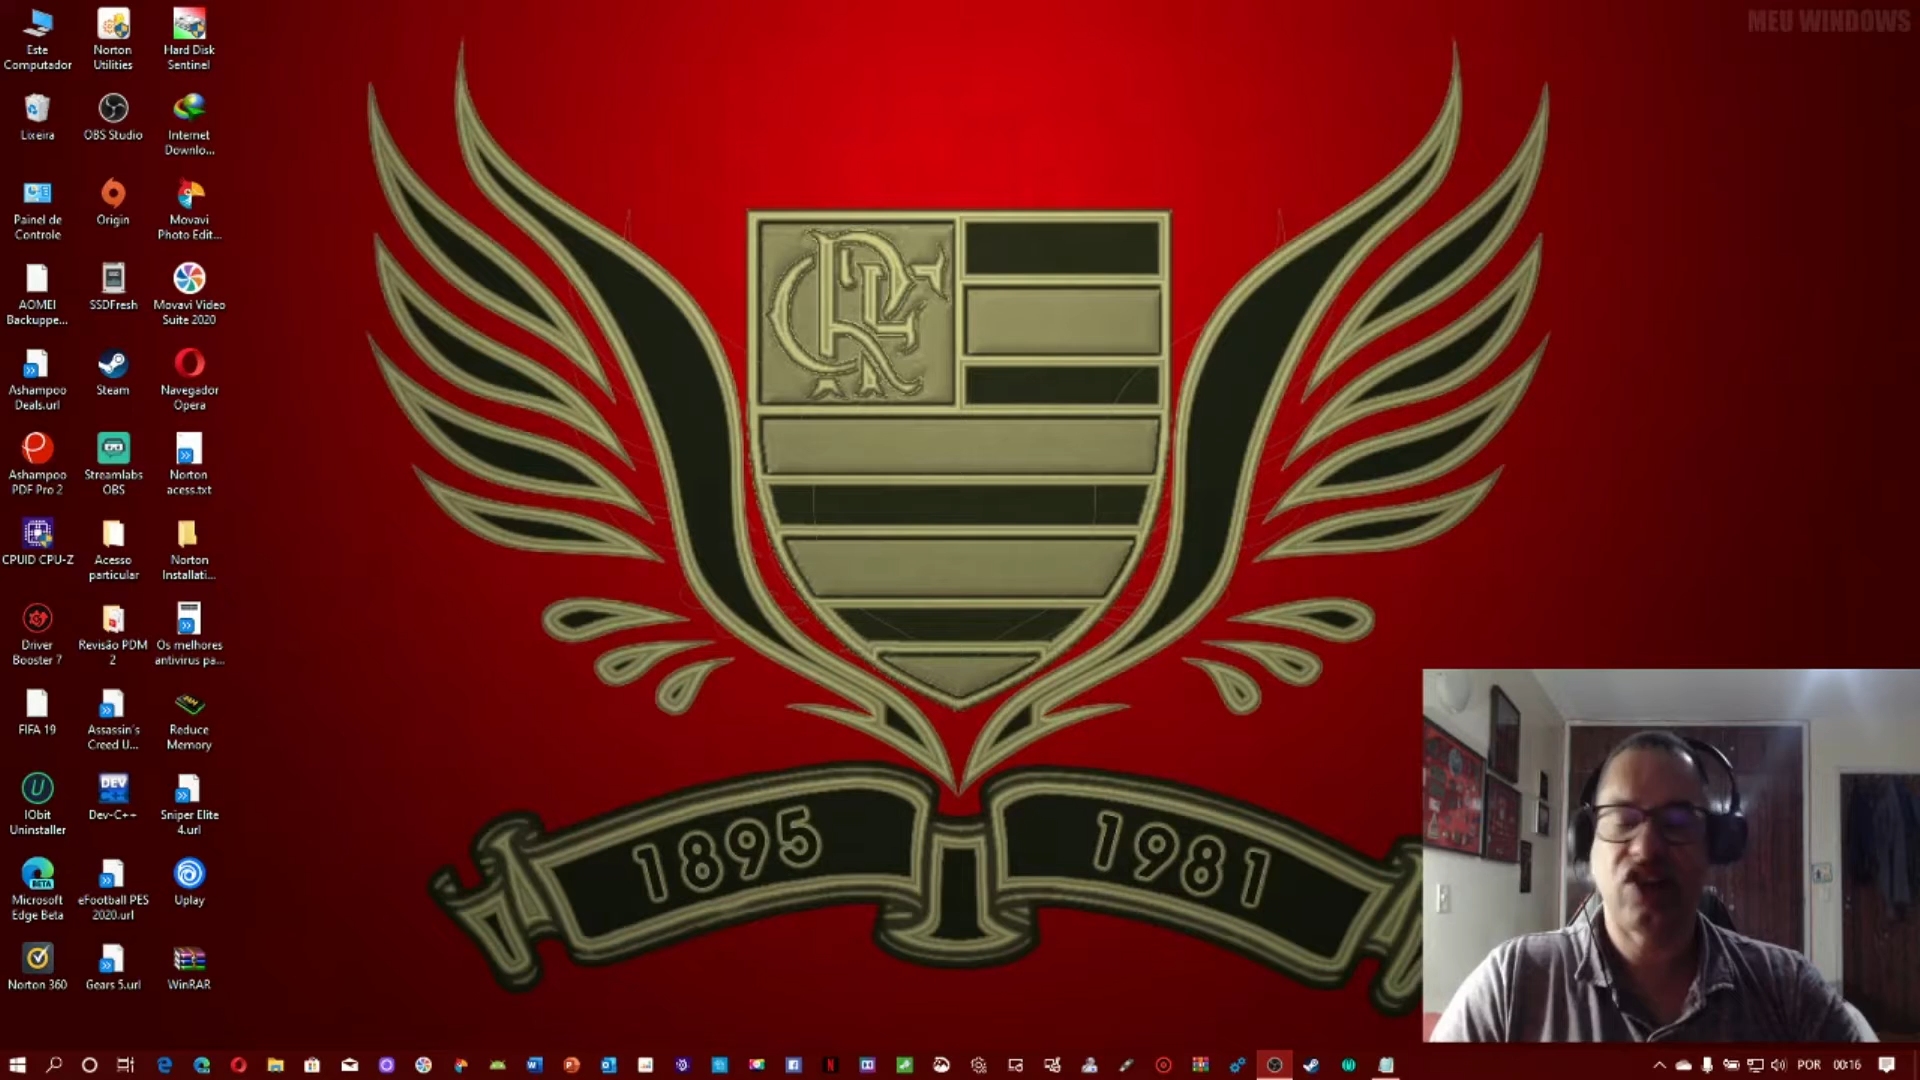 MEU WINDOWS
Este
Computador
Norton
Utilities
Hard Disk
Sentinel
Lixeira
OBS Studio
Internet
Downlo...
Painel de
Controle
Origin
Movavi
Photo Edit...
AOMEI
Backuppe...
SSDFresh
Movavi Video
Suite 2020
Ashampoo
Deals.url
Steam
Navegador
Opera
Ashampoo
PDF Pro 2
Streamlabs
OBS
Norton
acess.txt
CPUID CPU-Z
Acesso
particular
Norton
Installati...
Driver
Booster 7
Revisão PDM
2
Os melhores
antivirus pa...
FIFA 19
Assassin's
Creed U...
Reduce
Memory
IObit
Uninstaller
DEV
Dev-C++
Sniper Elite
4.url
BETA
Microsoft
Edge Beta
eFootball PES
2020.url
Uplay
Norton 360
Gears 5.url
WinRAR
CRF
1895
1981
POR
00:16